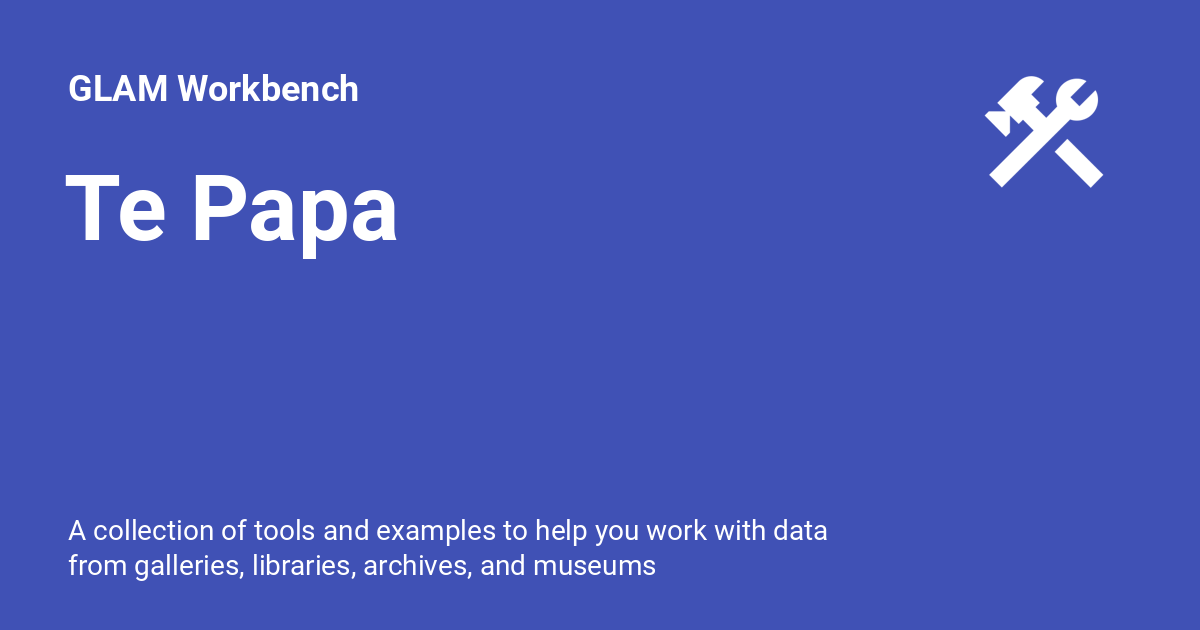 GLAM Workbench
Te Papa
A collection of tools and examples to help you work with data
from galleries, libraries, archives, and museums